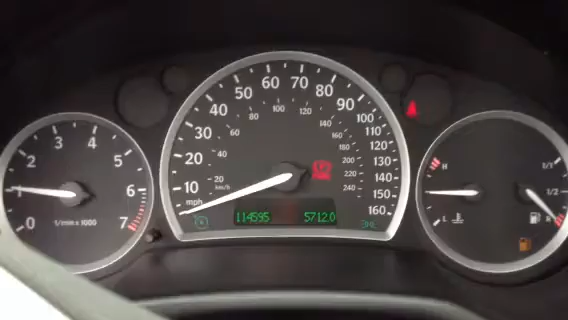 0 1 2 3 4 5 6 7
1/min x 1000
10 20 30 40 50 60 70 80 90 100 110 120 130 140 150 160
mph
20 40 60 80 100 120 140 160 180 200 220 240
km/h
114595 5712.0
H
L
1/1
1/2
R